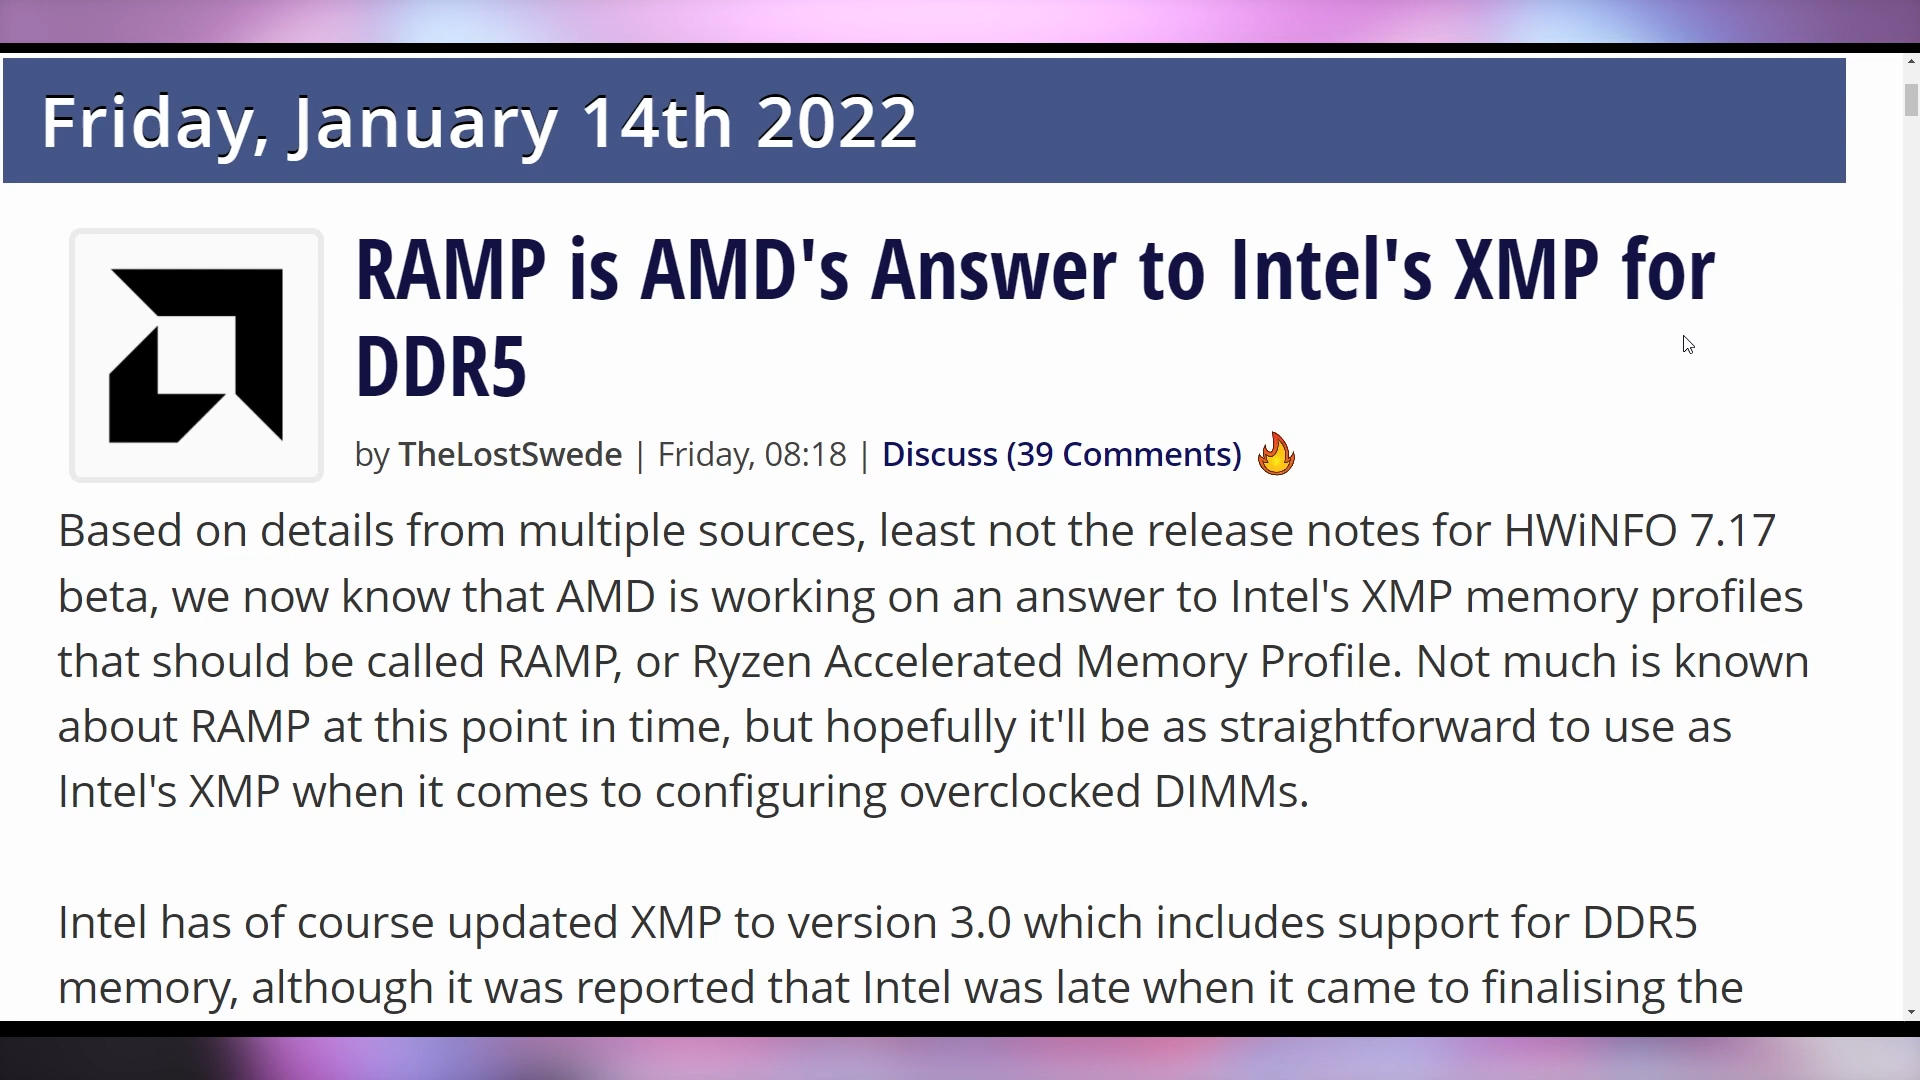 Friday, January 14th 2022
RAMP is AMD's Answer to Intel's XMP for
DDR5
by TheLostSwede | Friday, 08:18 | Discuss (39 Comments)
Based on details from multiple sources, least not the release notes for HWiNFO 7.17
beta, we now know that AMD is working on an answer to Intel's XMP memory profiles
that should be called RAMP, or Ryzen Accelerated Memory Profile. Not much is known
about RAMP at this point in time, but hopefully it'll be as straightforward to use as
Intel's XMP when it comes to configuring overclocked DIMMs.
Intel has of course updated XMP to version 3.0 which includes support for DDR5
memory, although it was reported that Intel was late when it came to finalising the